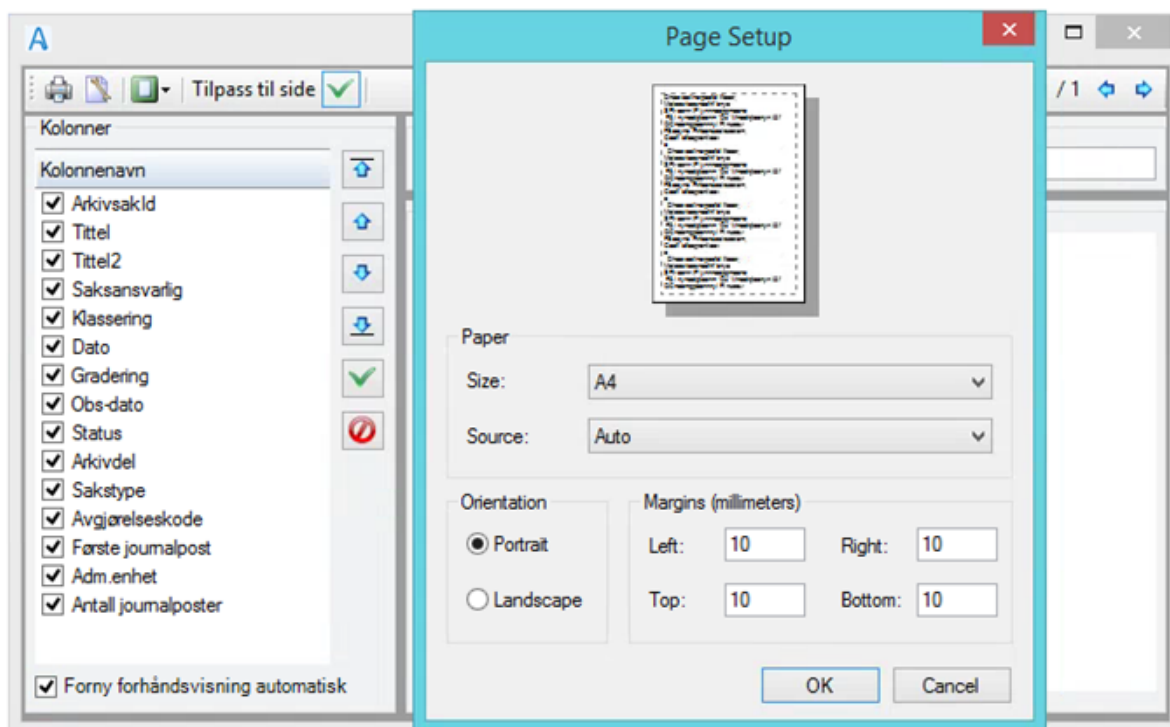 A
Page Setup
Tilpass til side
/ 1
Kolonner
Kolonnenavn
ArkivsakId
Tittel
Tittel2
Saksansvarlig
Klassering
Dato
Gradering
Obs-dato
Status
Arkivdel
Sakstype
Avgjørelseskode
Første journalpost
Adm.enhet
Antall journalposter
Forny forhåndsvisning automatisk
Paper
Size: A4
Source: Auto
Orientation
Portrait
Landscape
Margins (millimeters)
Left: 10 Right: 10
Top: 10 Bottom: 10
OK Cancel